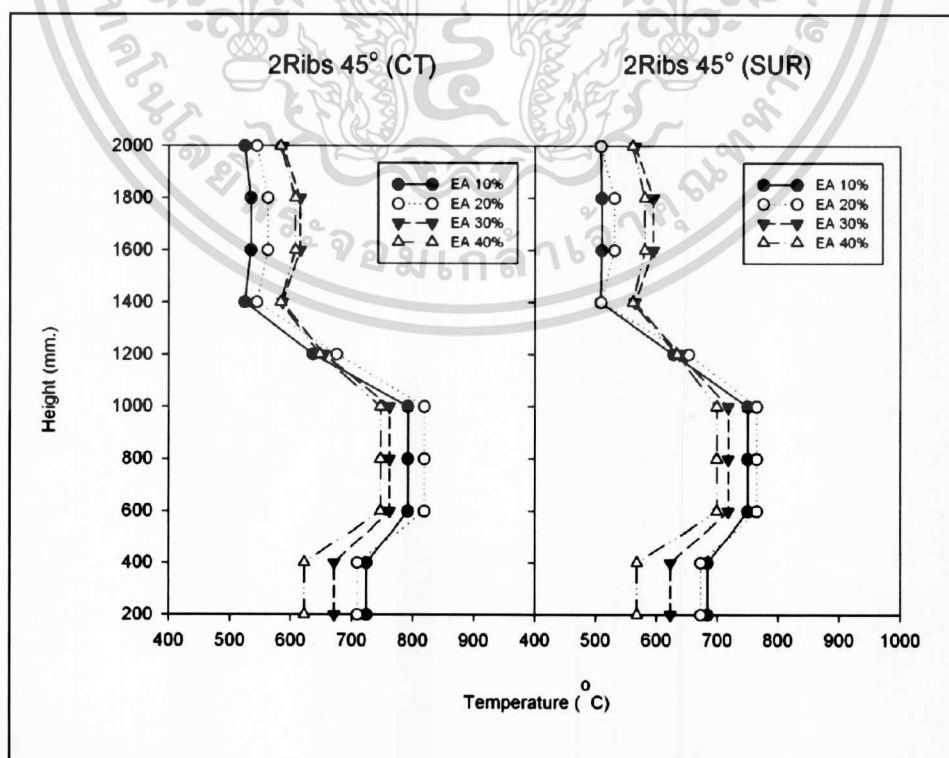 2Ribs 45° (CT)
2Ribs 45° (SUR)
EA 10%
EA 20%
EA 30%
EA 40%
EA 10%
EA 20%
EA 30%
EA 40%
Height (mm.)
2000
1800
1600
1400
1200
1000
800
600
400
200
400 500 600 700 800 400 500 600 700 800 900 1000
Temperature (°C)